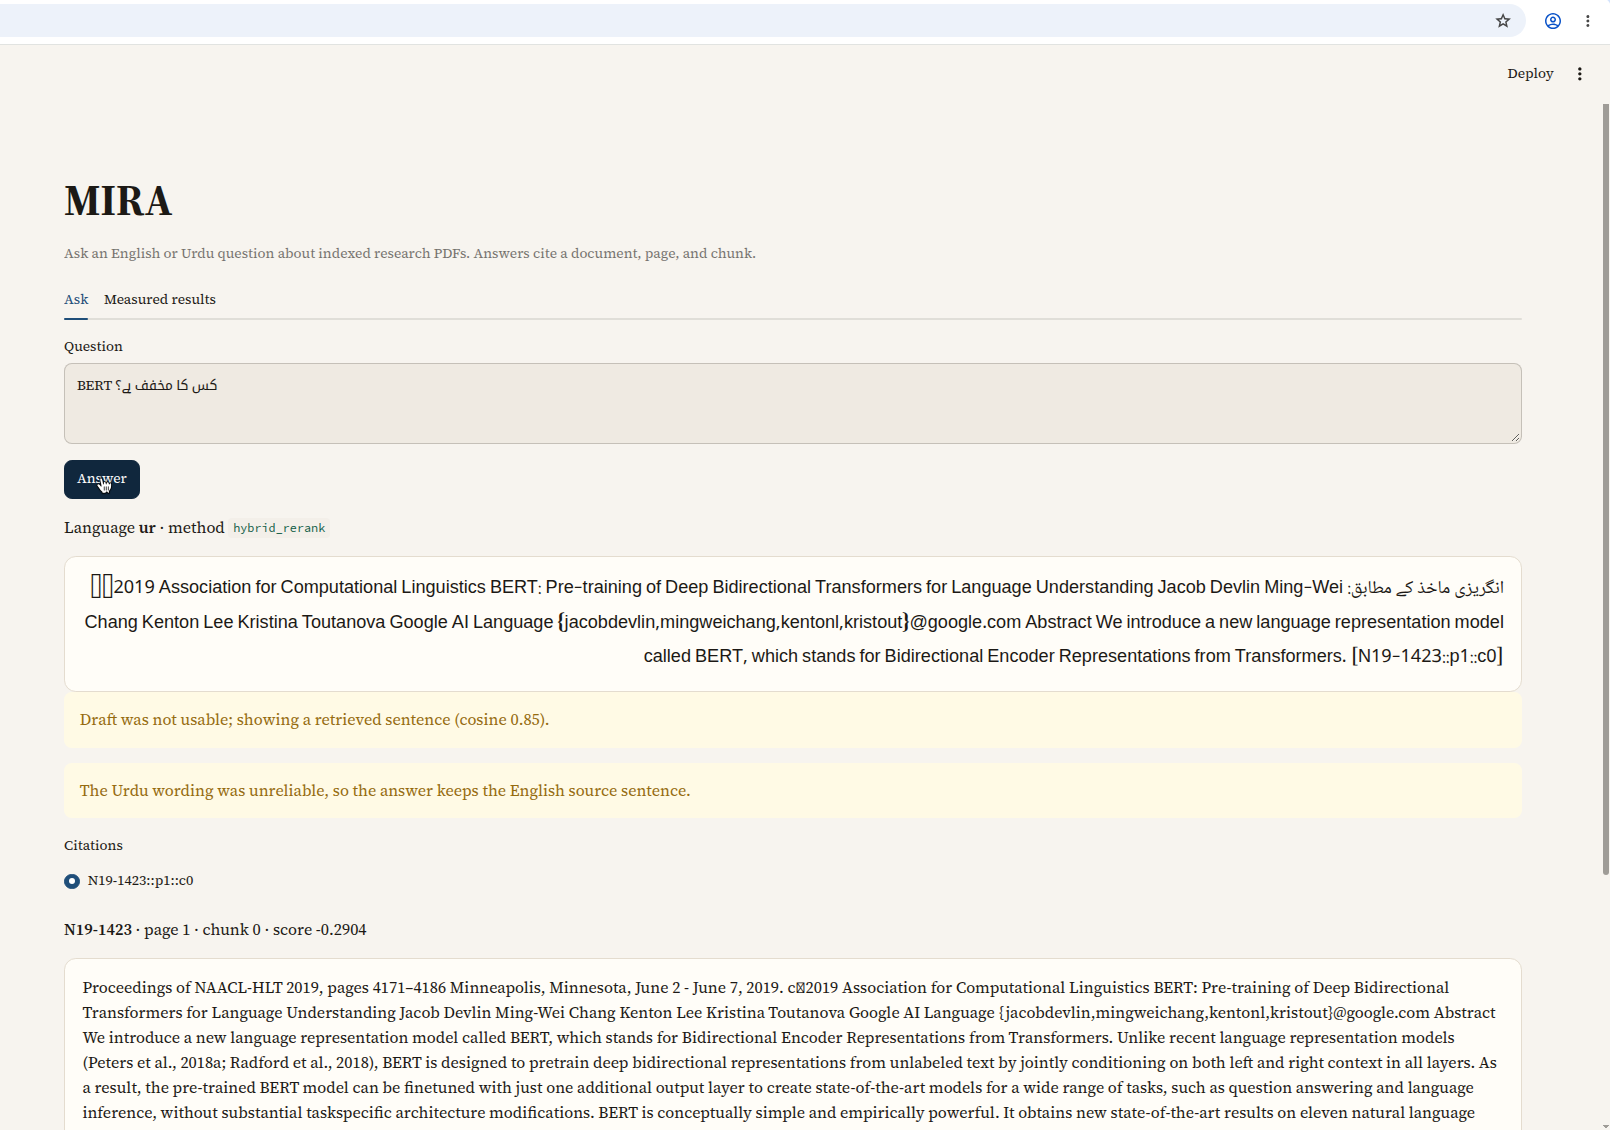 Deploy
MIRA
Ask an English or Urdu question about indexed research PDFs. Answers cite a document, page, and chunk.
Ask Measured results
Question
BERT کس کا مخفف ہے؟
Answer
Language ur · method hybrid_rerank
انگریزی ماخذ کے مطابق: 2019 Association for Computational Linguistics BERT: Pre-training of Deep Bidirectional Transformers for Language Understanding Jacob Devlin Ming-Wei
Chang Kenton Lee Kristina Toutanova Google AI Language {jacobdevlin,mingweichang,kentonl,kristout}@google.com Abstract We introduce a new language representation model
called BERT, which stands for Bidirectional Encoder Representations from Transformers. [N19-1423::p1::c0]
Draft was not usable; showing a retrieved sentence (cosine 0.85).
The Urdu wording was unreliable, so the answer keeps the English source sentence.
Citations
N19-1423::p1::c0
N19-1423 · page 1 · chunk 0 · score -0.2904
Proceedings of NAACL-HLT 2019, pages 4171–4186 Minneapolis, Minnesota, June 2 - June 7, 2019. c2019 Association for Computational Linguistics BERT: Pre-training of Deep Bidirectional
Transformers for Language Understanding Jacob Devlin Ming-Wei Chang Kenton Lee Kristina Toutanova Google AI Language {jacobdevlin,mingweichang,kentonl,kristout}@google.com Abstract
We introduce a new language representation model called BERT, which stands for Bidirectional Encoder Representations from Transformers. Unlike recent language representation models
(Peters et al., 2018a; Radford et al., 2018), BERT is designed to pretrain deep bidirectional representations from unlabeled text by jointly conditioning on both left and right context in all layers. As
a result, the pre-trained BERT model can be finetuned with just one additional output layer to create state-of-the-art models for a wide range of tasks, such as question answering and language
inference, without substantial taskspecific architecture modifications. BERT is conceptually simple and empirically powerful. It obtains new state-of-the-art results on eleven natural language